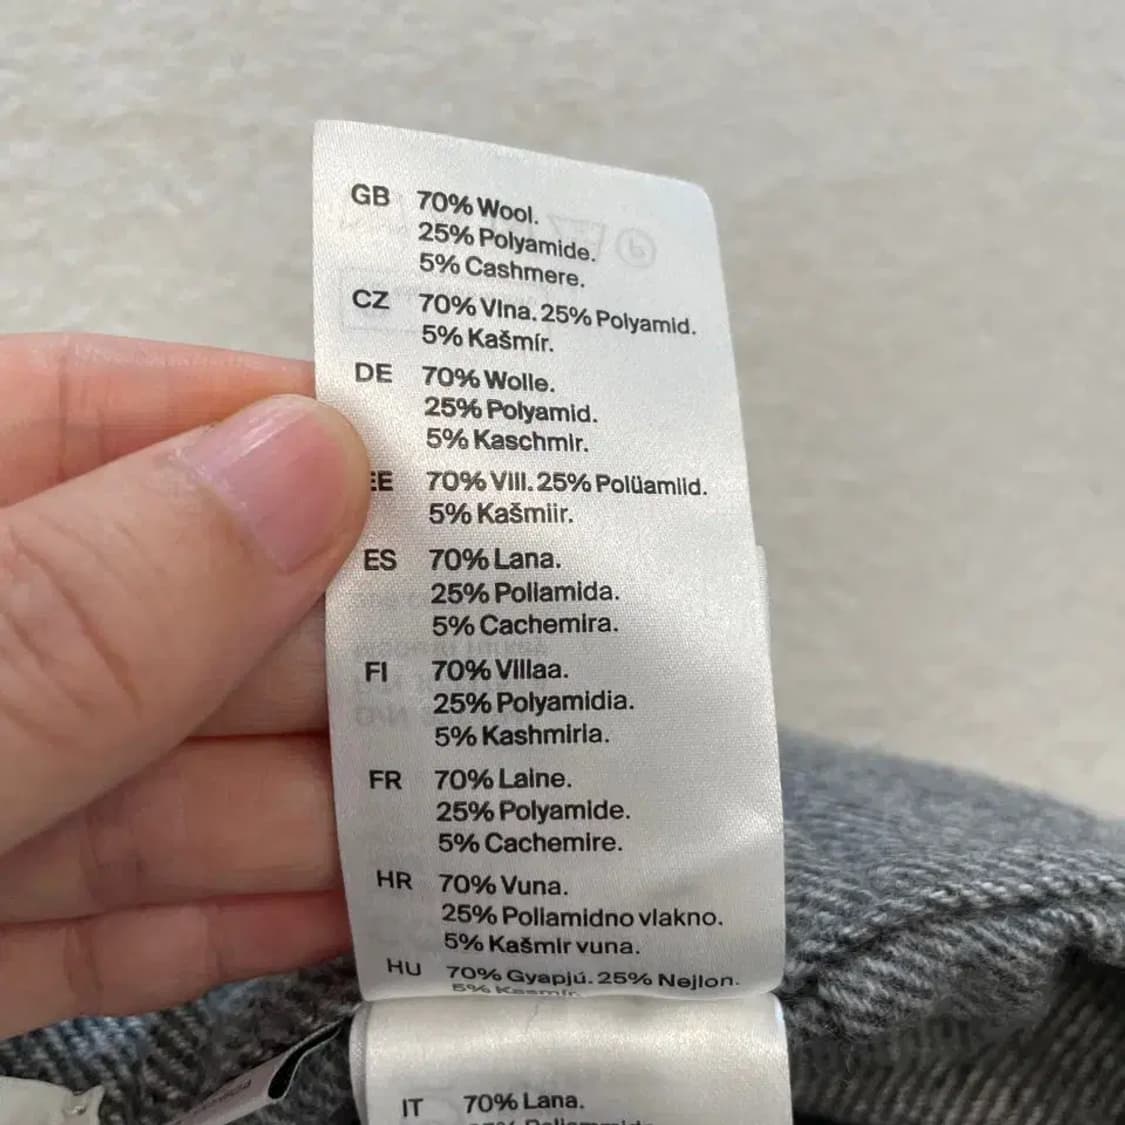 GB 70% Wool.
25% Polyamide.
5% Cashmere.
CZ 70% Vlna. 25% Polyamid.
5% Kašmír.
DE 70% Wolle.
25% Polyamid.
5% Kaschmir.
EE 70% Vill. 25% Polüamiid.
5% Kašmiir.
ES 70% Lana.
25% Poliamida.
5% Cachemira.
FI 70% Villaa.
25% Polyamidia.
5% Kashmiria.
FR 70% Laine.
25% Polyamide.
5% Cachemire.
HR 70% Vuna.
25% Poliamidno vlakno.
5% Kašmir vuna.
HU 70% Gyapjú. 25% Nejlon.
5% Kasmír.
IT 70% Lana.